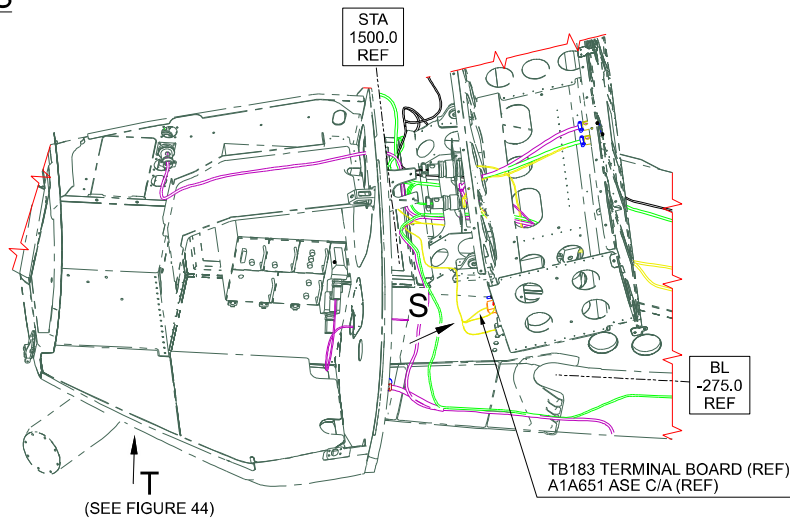 STA
1500.0
REF
S
BL
-275.0
REF
TB183 TERMINAL BOARD (REF)
A1A651 ASE C/A (REF)
T
(SEE FIGURE 44)